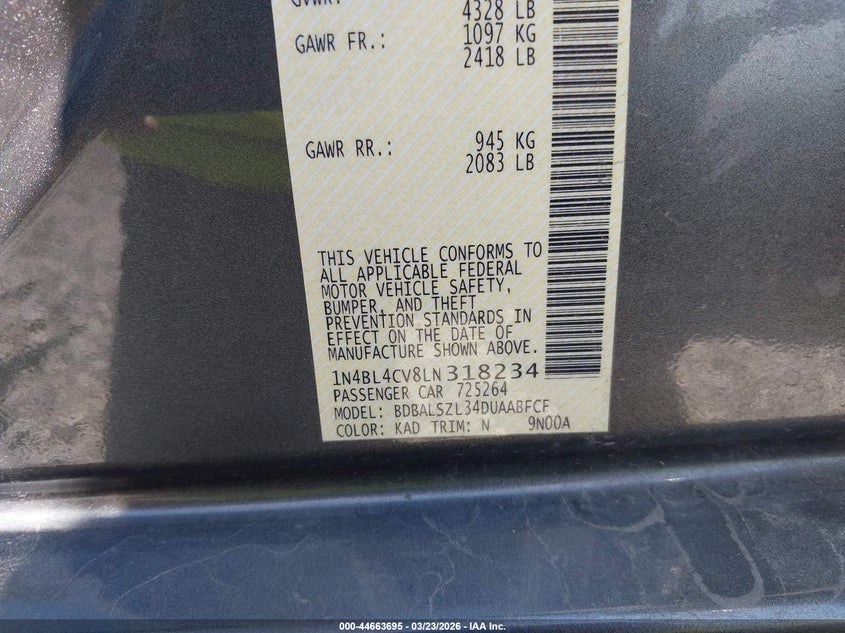 GVWR:
4328 LB
GAWR FR.: 1097 KG
2418 LB
GAWR RR.: 945 KG
2083 LB
THIS VEHICLE CONFORMS TO
ALL APPLICABLE FEDERAL
MOTOR VEHICLE SAFETY,
BUMPER, AND THEFT
PREVENTION STANDARDS IN
EFFECT ON THE DATE OF
MANUFACTURE SHOWN ABOVE.
1N4BL4CV8LN318234
PASSENGER CAR 725264
MODEL: BDBALSZL34DUAABFCF
COLOR: KAD TRIM: N 9N00A
000-44663695 - 03/23/2026 - IAA Inc.